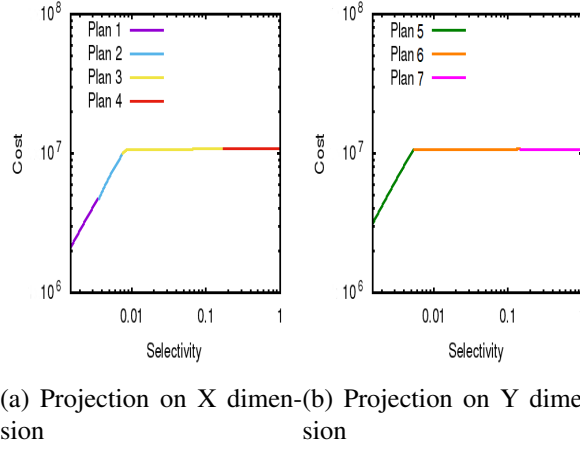 10^8
Plan 1
Plan 2
Plan 3
Plan 4
10^7
10^6
Cost
0.01 0.1 1
Selectivity
10^8
Plan 5
Plan 6
Plan 7
10^7
10^6
Cost
0.01 0.1
Selectivity
(a) Projection on X dimen-
sion
(b) Projection on Y dime
sion